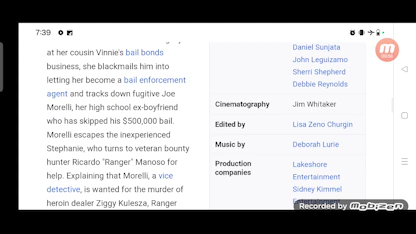 7:39
at her cousin Vinnie's bail bonds
business, she blackmails him into
letting her become a bail enforcement
agent and tracks down fugitive Joe
Morelli, her high school ex-boyfriend
who has skipped his $500,000 bail.
Morelli escapes the inexperienced
Stephanie, who turns to veteran bounty
hunter Ricardo "Ranger" Manoso for
help. Explaining that Morelli, a vice
detective, is wanted for the murder of
heroin dealer Ziggy Kulesza, Ranger
Daniel Sunjata
John Leguizamo
Sherri Shepherd
Debbie Reynolds
Cinematography Jim Whitaker
Edited by Lisa Zeno Churgin
Music by Deborah Lurie
Production
companies
Lakeshore
Entertainment
Sidney Kimmel
Recorded by Mobizen